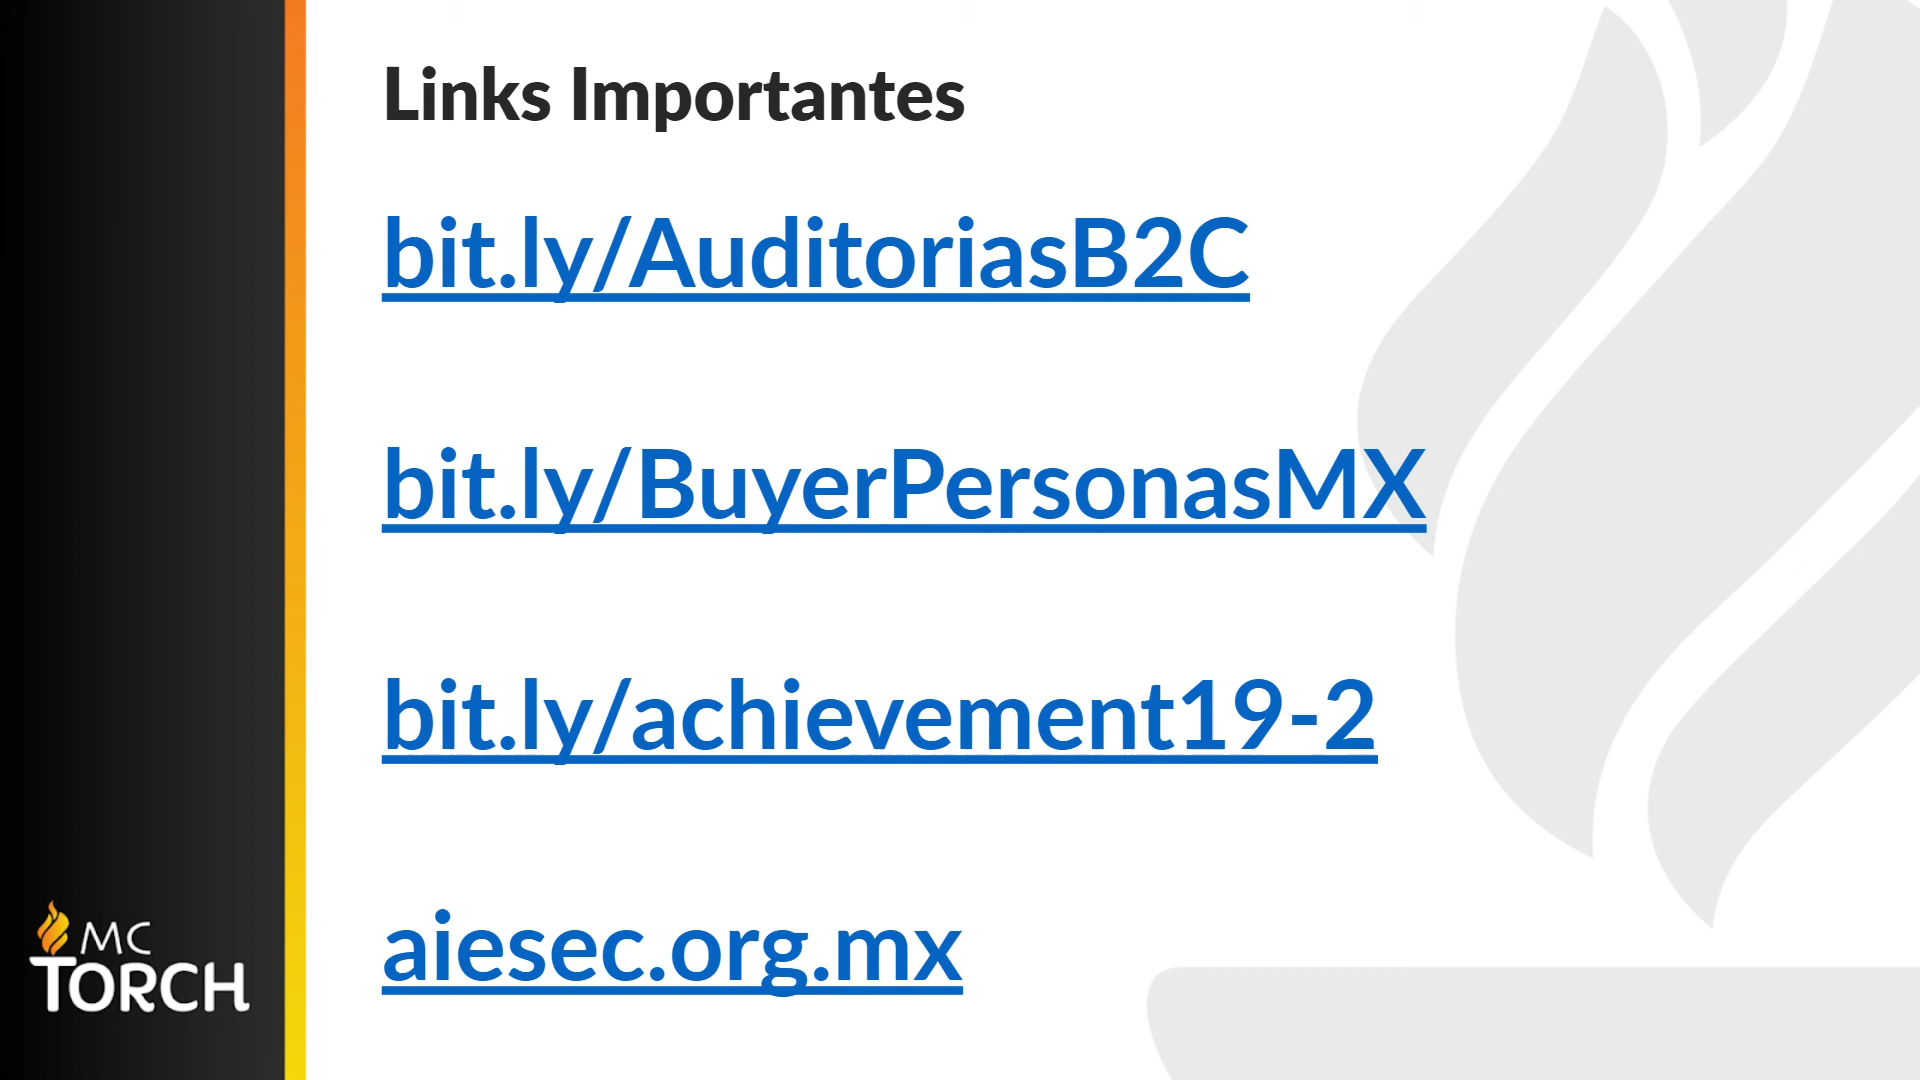 Links Importantes
bit.ly/AuditoriasB2C
bit.ly/BuyerPersonasMX
bit.ly/achievement19-2
aiesec.org.mx
MC
TORCH